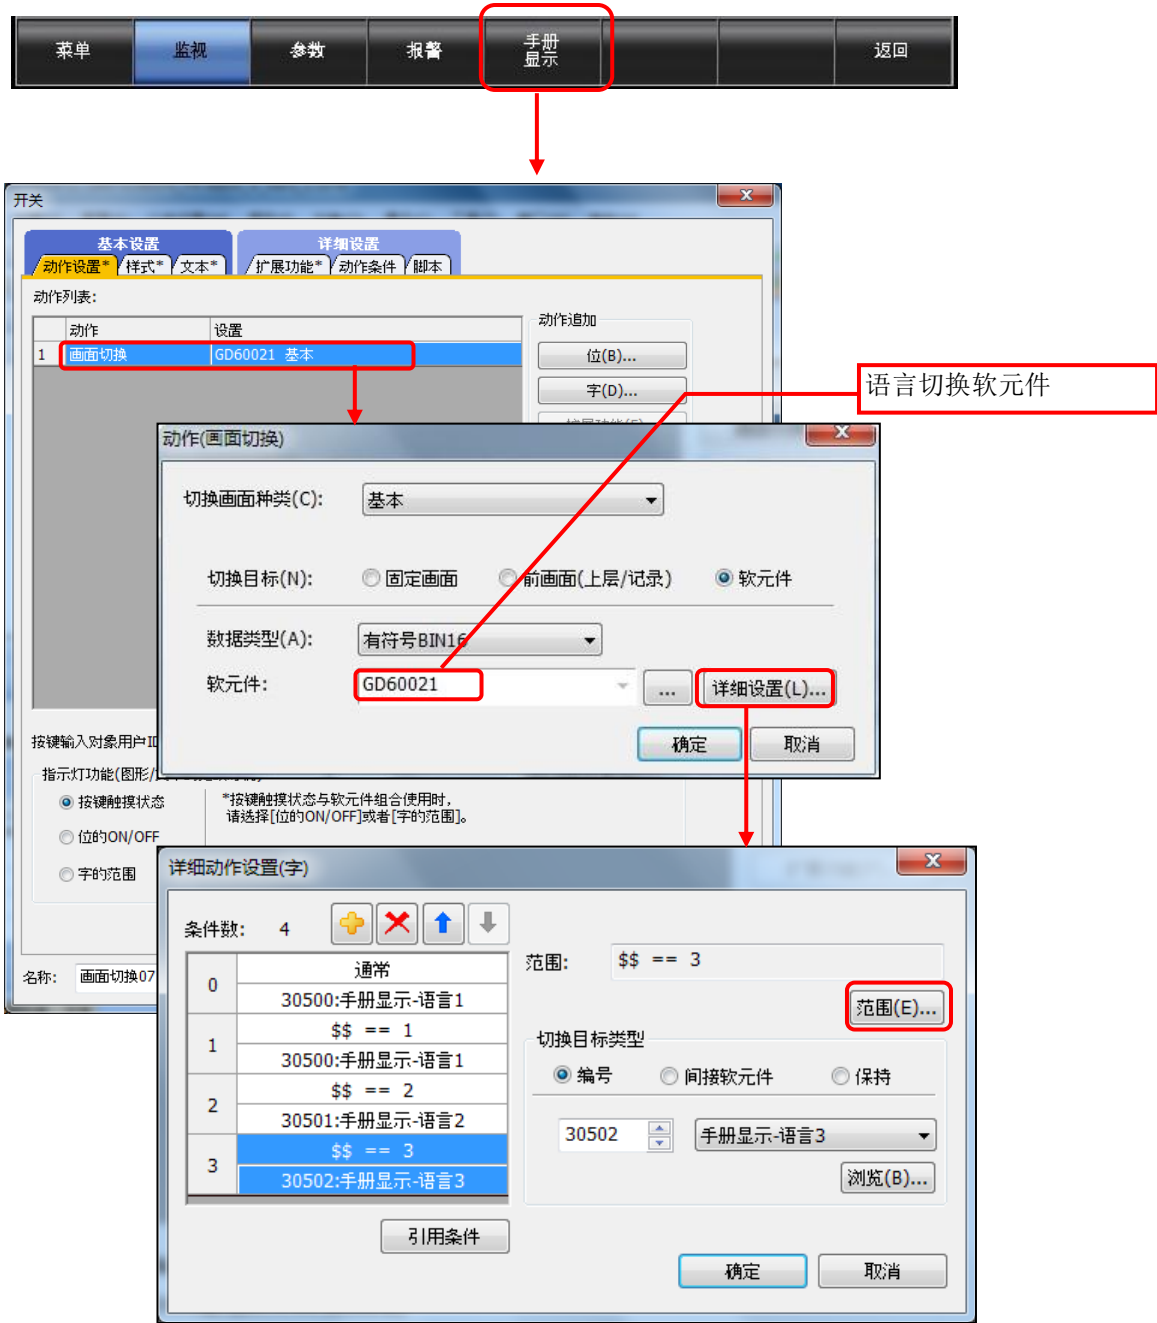 菜单 监视 参数 报警 手册 返回
显示
开关
基本设置 详细设置
动作设置* 样式* 文本* 扩展功能* 动作条件 脚本
动作列表:
动作追加
动作 设置
1 画面切换 GD60021 基本
位(B)...
字(D)...
语言切换软元件
动作(画面切换)
切换画面种类(C): 基本
切换目标(N): 固定画面 前画面(上层/记录) 软元件
数据类型(A): 有符号BIN16
软元件: GD60021 ... 详细设置(L)...
确定 取消
按键输入对象用户ID
指示灯功能(图形/
按键触摸状态 *按键触摸状态与软元件组合使用时，
请选择[位的ON/OFF]或者[字的范围]。
位的ON/OFF
字的范围
详细动作设置(字)
条件数: 4
范围: $$ == 3
0 通常
30500:手册显示-语言1
范围(E)...
1 $$ == 1
30500:手册显示-语言1
切换目标类型
编号 间接软元件 保持
2 $$ == 2
30501:手册显示-语言2
30502 手册显示-语言3
3 $$ == 3
30502:手册显示-语言3
浏览(B)...
引用条件
确定 取消
名称: 画面切换07